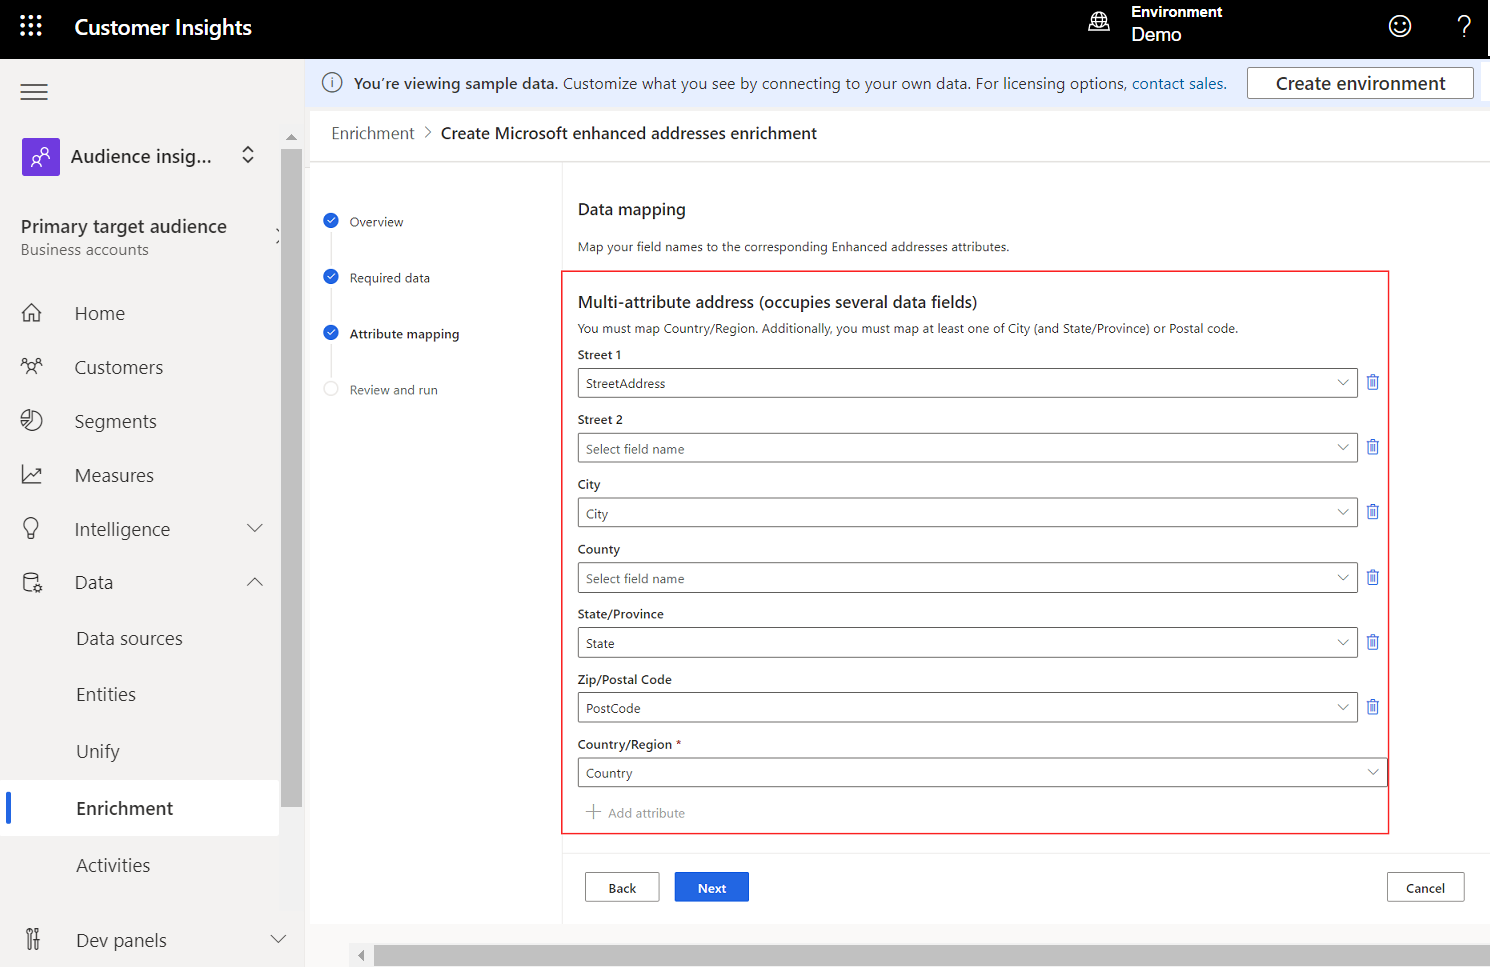 Customer Insights
Environment
Demo
?
You're viewing sample data. Customize what you see by connecting to your own data. For licensing options, contact sales.
Create environment
Audience insig...
Primary target audience
Business accounts
Home
Customers
Segments
Measures
Intelligence
Data
Data sources
Entities
Unify
Enrichment
Activities
Dev panels
Enrichment > Create Microsoft enhanced addresses enrichment
Overview
Required data
Attribute mapping
Review and run
Data mapping
Map your field names to the corresponding Enhanced addresses attributes.
Multi-attribute address (occupies several data fields)
You must map Country/Region. Additionally, you must map at least one of City (and State/Province) or Postal code.
Street 1
StreetAddress
Street 2
Select field name
City
City
County
Select field name
State/Province
State
Zip/Postal Code
PostCode
Country/Region *
Country
Add attribute
Back
Next
Cancel